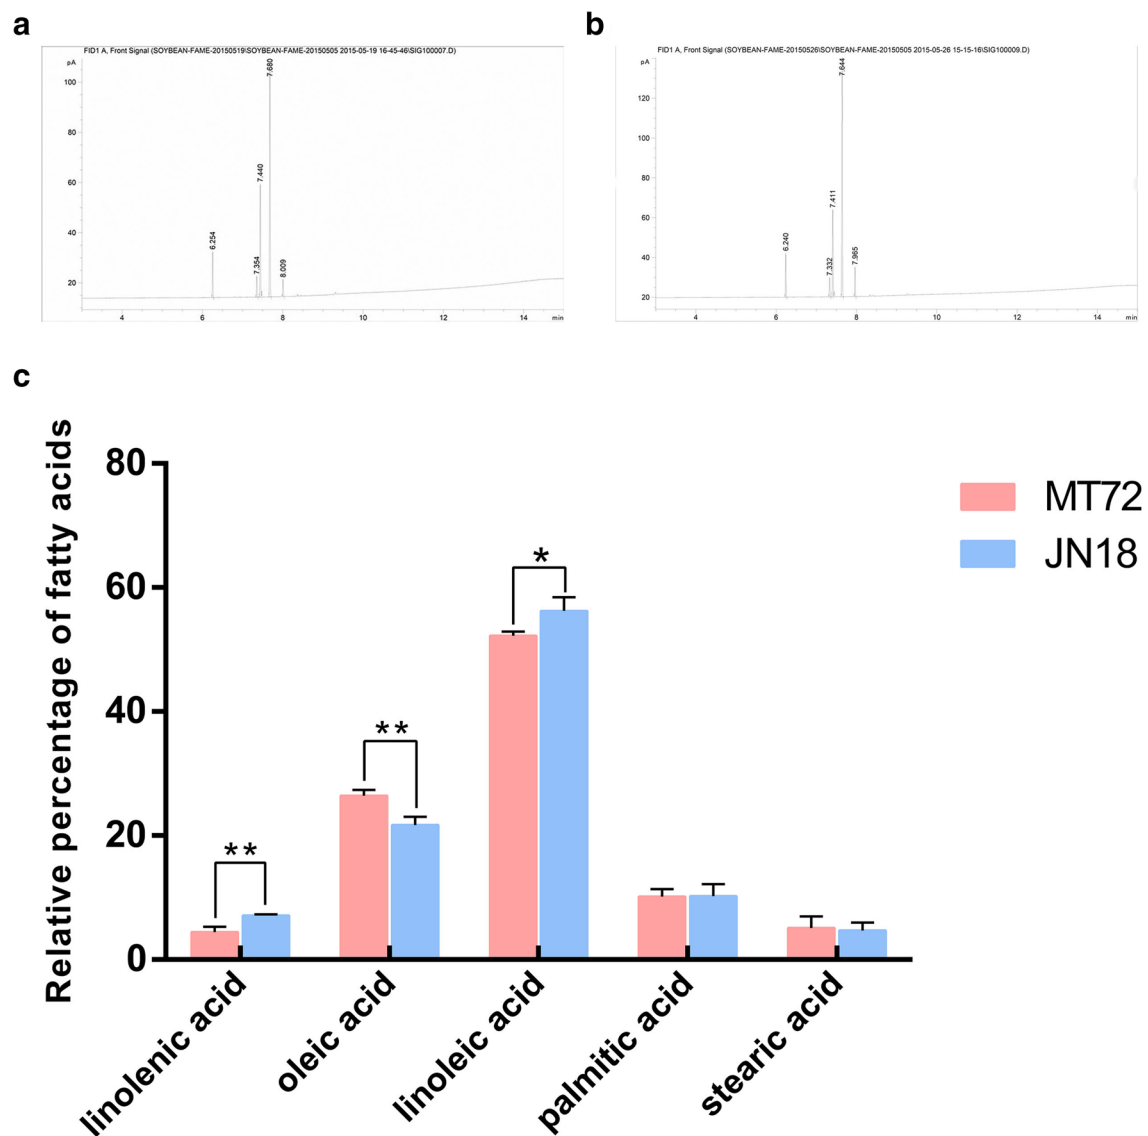 a
FID1 A, Front Signal (SOYBEAN-FAME-20150519\SOYBEAN-FAME-20150505 2015-05-19 16-45-46\SIG100007.D)
pA
100
80
60
40
20
6.254
7.354
7.440
7.680
8.009
4
6
8
10
12
14
min
b
FID1 A, Front Signal (SOYBEAN-FAME-20150526\SOYBEAN-FAME-20150505 2015-05-26 15-15-16\SIG100009.D)
pA
120
100
80
60
40
20
6.240
7.332
7.411
7.644
7.965
4
6
8
10
12
14
min
c
Relative percentage of fatty acids
80
60
40
20
0
**
**
*
linolenic acid
oleic acid
linoleic acid
palmitic acid
stearic acid
MT72
JN18